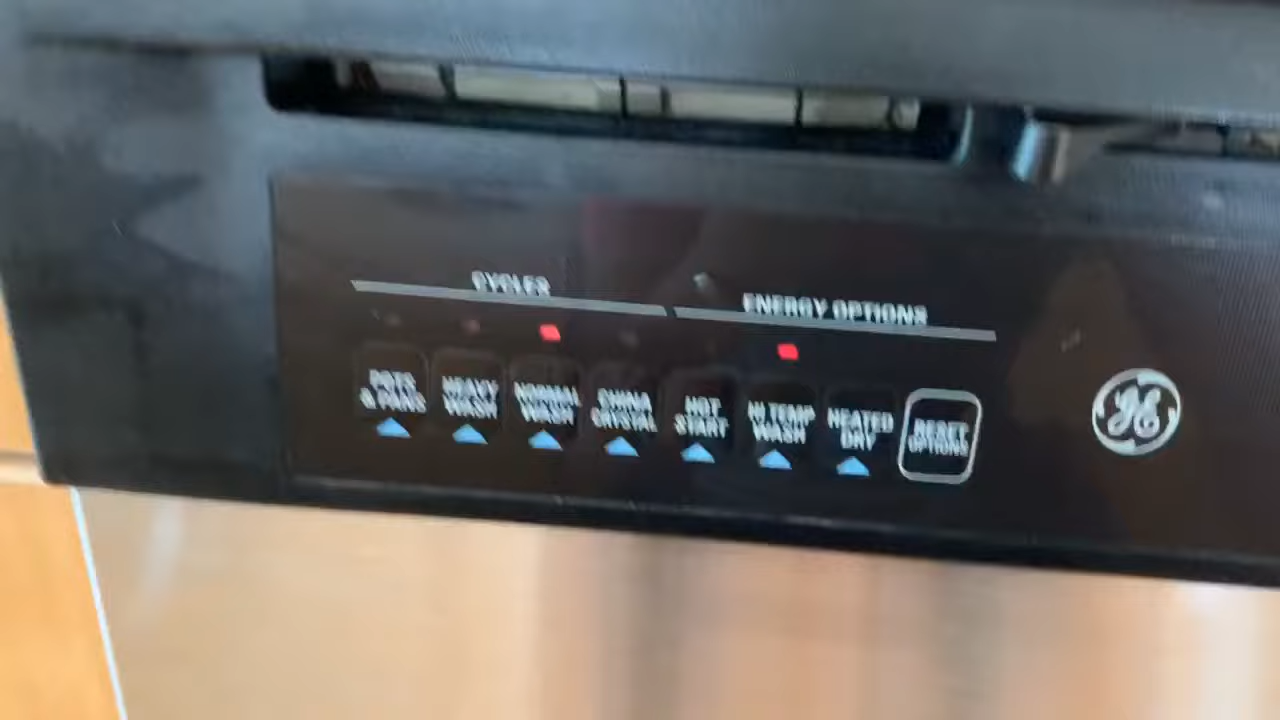 CYCLES
ENERGY OPTIONS
POTS
& PANS
HEAVY
WASH
NORMAL
WASH
CHINA
CRYSTAL
HOT
START
HI TEMP
WASH
HEATED
DRY
RESET
OPTIONS
GE